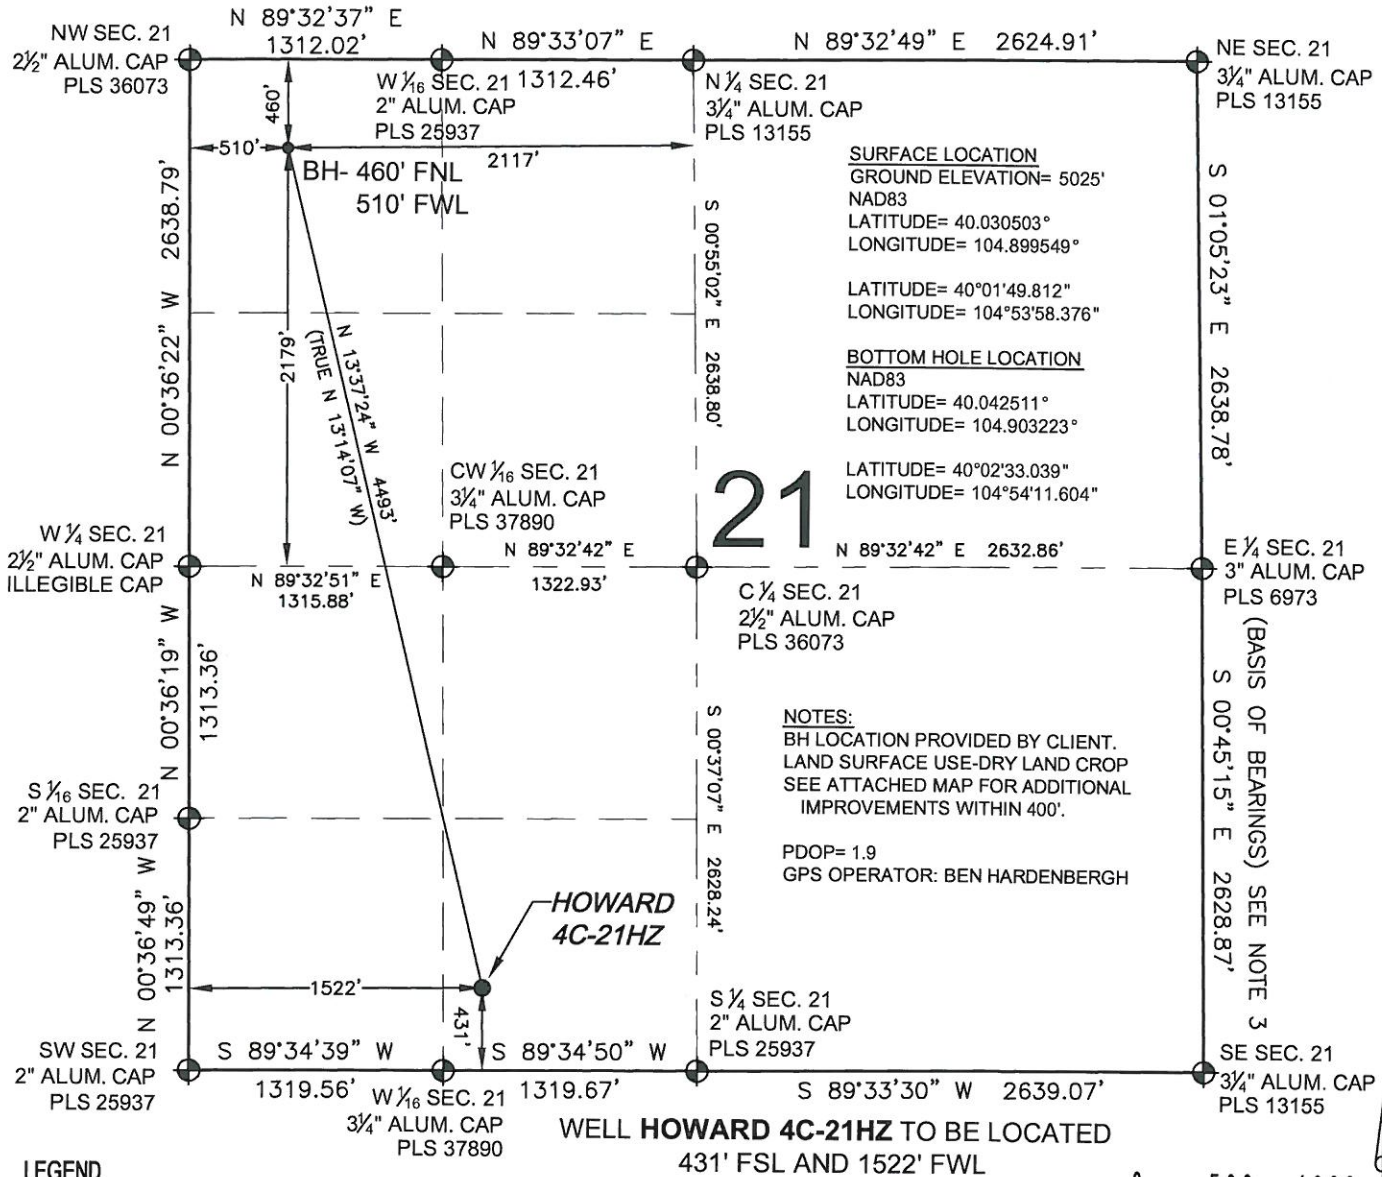 N 89°32'37" E
1312.02'
N 89°33'07" E
1312.46'
N 89°32'49" E 2624.91'
NW SEC. 21
2½" ALUM. CAP
PLS 36073
W 1/16 SEC. 21
2" ALUM. CAP
PLS 25937
N ¼ SEC. 21
3¼" ALUM. CAP
PLS 13155
NE SEC. 21
3¼" ALUM. CAP
PLS 13155
460'
510'
2117'
BH- 460' FNL
510' FWL
SURFACE LOCATION
GROUND ELEVATION= 5025'
NAD83
LATITUDE= 40.030503°
LONGITUDE= 104.899549°
LATITUDE= 40°01'49.812"
LONGITUDE= 104°53'58.376"
BOTTOM HOLE LOCATION
NAD83
LATITUDE= 40.042511°
LONGITUDE= 104.903223°
LATITUDE= 40°02'33.039"
LONGITUDE= 104°54'11.604"
N 00°36'22" W 2638.79'
2179'
N 13°37'24" W 4493'
(TRUE N 13°14'07" W)
S 00°55'02" E 2638.80'
S 01°05'23" E 2638.78'
21
CW 1/16 SEC. 21
3¼" ALUM. CAP
PLS 37890
W ¼ SEC. 21
2½" ALUM. CAP
ILLEGIBLE CAP
N 89°32'51" E
1315.88'
N 89°32'42" E
1322.93'
N 89°32'42" E 2632.86'
C ¼ SEC. 21
2½" ALUM. CAP
PLS 36073
E ¼ SEC. 21
3" ALUM. CAP
PLS 6973
N 00°36'19" W
1313.36'
S 00°37'07" E 2628.24'
S 00°45'15" E 2628.87'
(BASIS OF BEARINGS) SEE NOTE 3
NOTES:
BH LOCATION PROVIDED BY CLIENT.
LAND SURFACE USE-DRY LAND CROP
SEE ATTACHED MAP FOR ADDITIONAL
IMPROVEMENTS WITHIN 400'.
PDOP= 1.9
GPS OPERATOR: BEN HARDENBERGH
S 1/16 SEC. 21
2" ALUM. CAP
PLS 25937
N 00°36'49" W
1313.36'
HOWARD
4C-21HZ
1522'
431'
SW SEC. 21
2" ALUM. CAP
PLS 25937
S 89°34'39" W
1319.56'
W 1/16 SEC. 21
3¼" ALUM. CAP
PLS 37890
S 89°34'50" W
1319.67'
S ¼ SEC. 21
2" ALUM. CAP
PLS 25937
S 89°33'30" W 2639.07'
SE SEC. 21
3¼" ALUM. CAP
PLS 13155
WELL HOWARD 4C-21HZ TO BE LOCATED
431' FSL AND 1522' FWL
LEGEND